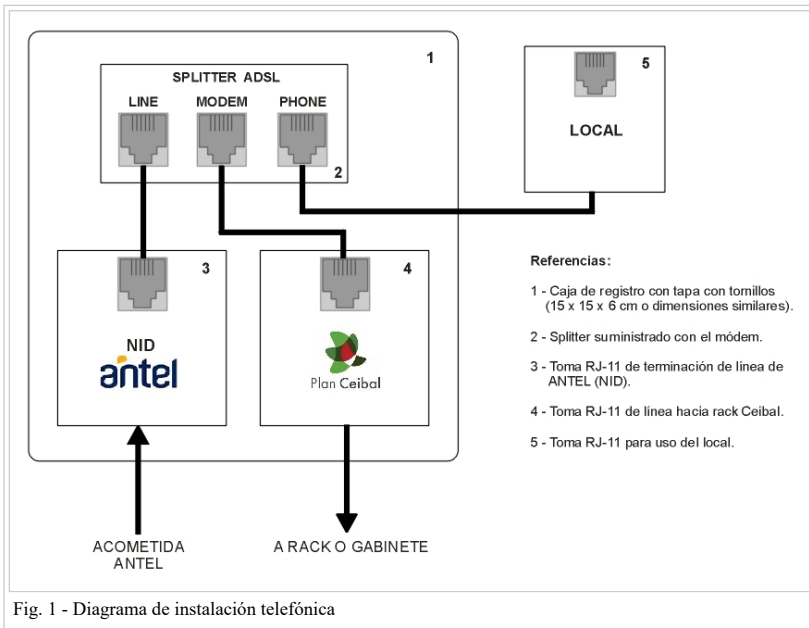 1
SPLITTER ADSL
LINE MODEM PHONE
2
5
LOCAL
3
NID
antel
4
Plan Ceibal
ACOMETIDA
ANTEL
A RACK O GABINETE
Referencias:
1 - Caja de registro con tapa con tornillos
(15 x 15 x 6 cm o dimensiones similares).
2 - Splitter suministrado con el módem.
3 - Toma RJ-11 de terminación de línea de
ANTEL (NID).
4 - Toma RJ-11 de línea hacia rack Ceibal.
5 - Toma RJ-11 para uso del local.
Fig. 1 - Diagrama de instalación telefónica